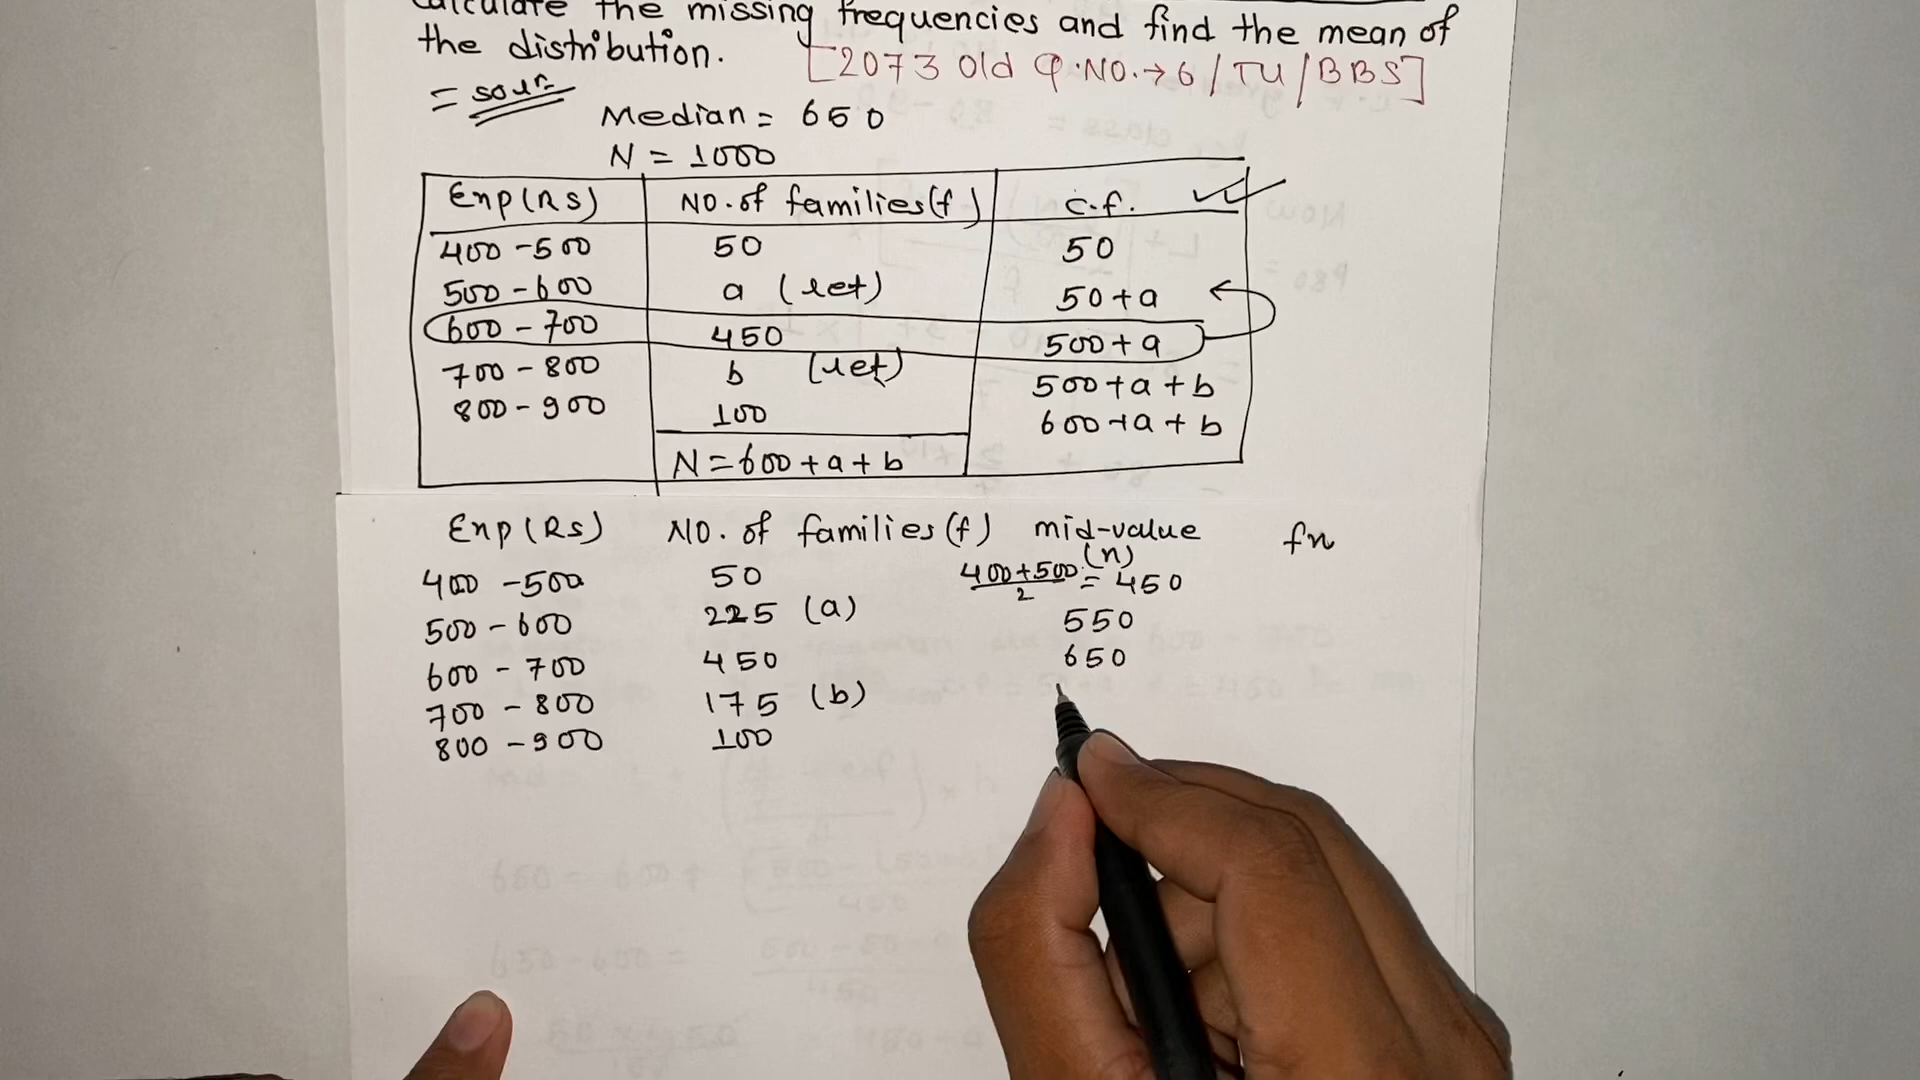 calculate the missing frequencies and find the mean of
the distribution. [2073 Old Q.NO.→6/TU/BBS]
= soln
Median = 650
N = 1000
Exp(RS) NO. of families(f) c.f.
400 - 500 50 50
500 - 600 a (let) 50+a
600 - 700 450 500+a
700 - 800 b (let) 500+a+b
800 - 900 100 600+a+b
N = 600+a+b
Exp(Rs) NO. of families(f) mid-value (x) fx
400 - 500 50 400+500/2 = 450
500 - 600 225 (a) 550
600 - 700 450 650
700 - 800 175 (b)
800 - 900 100